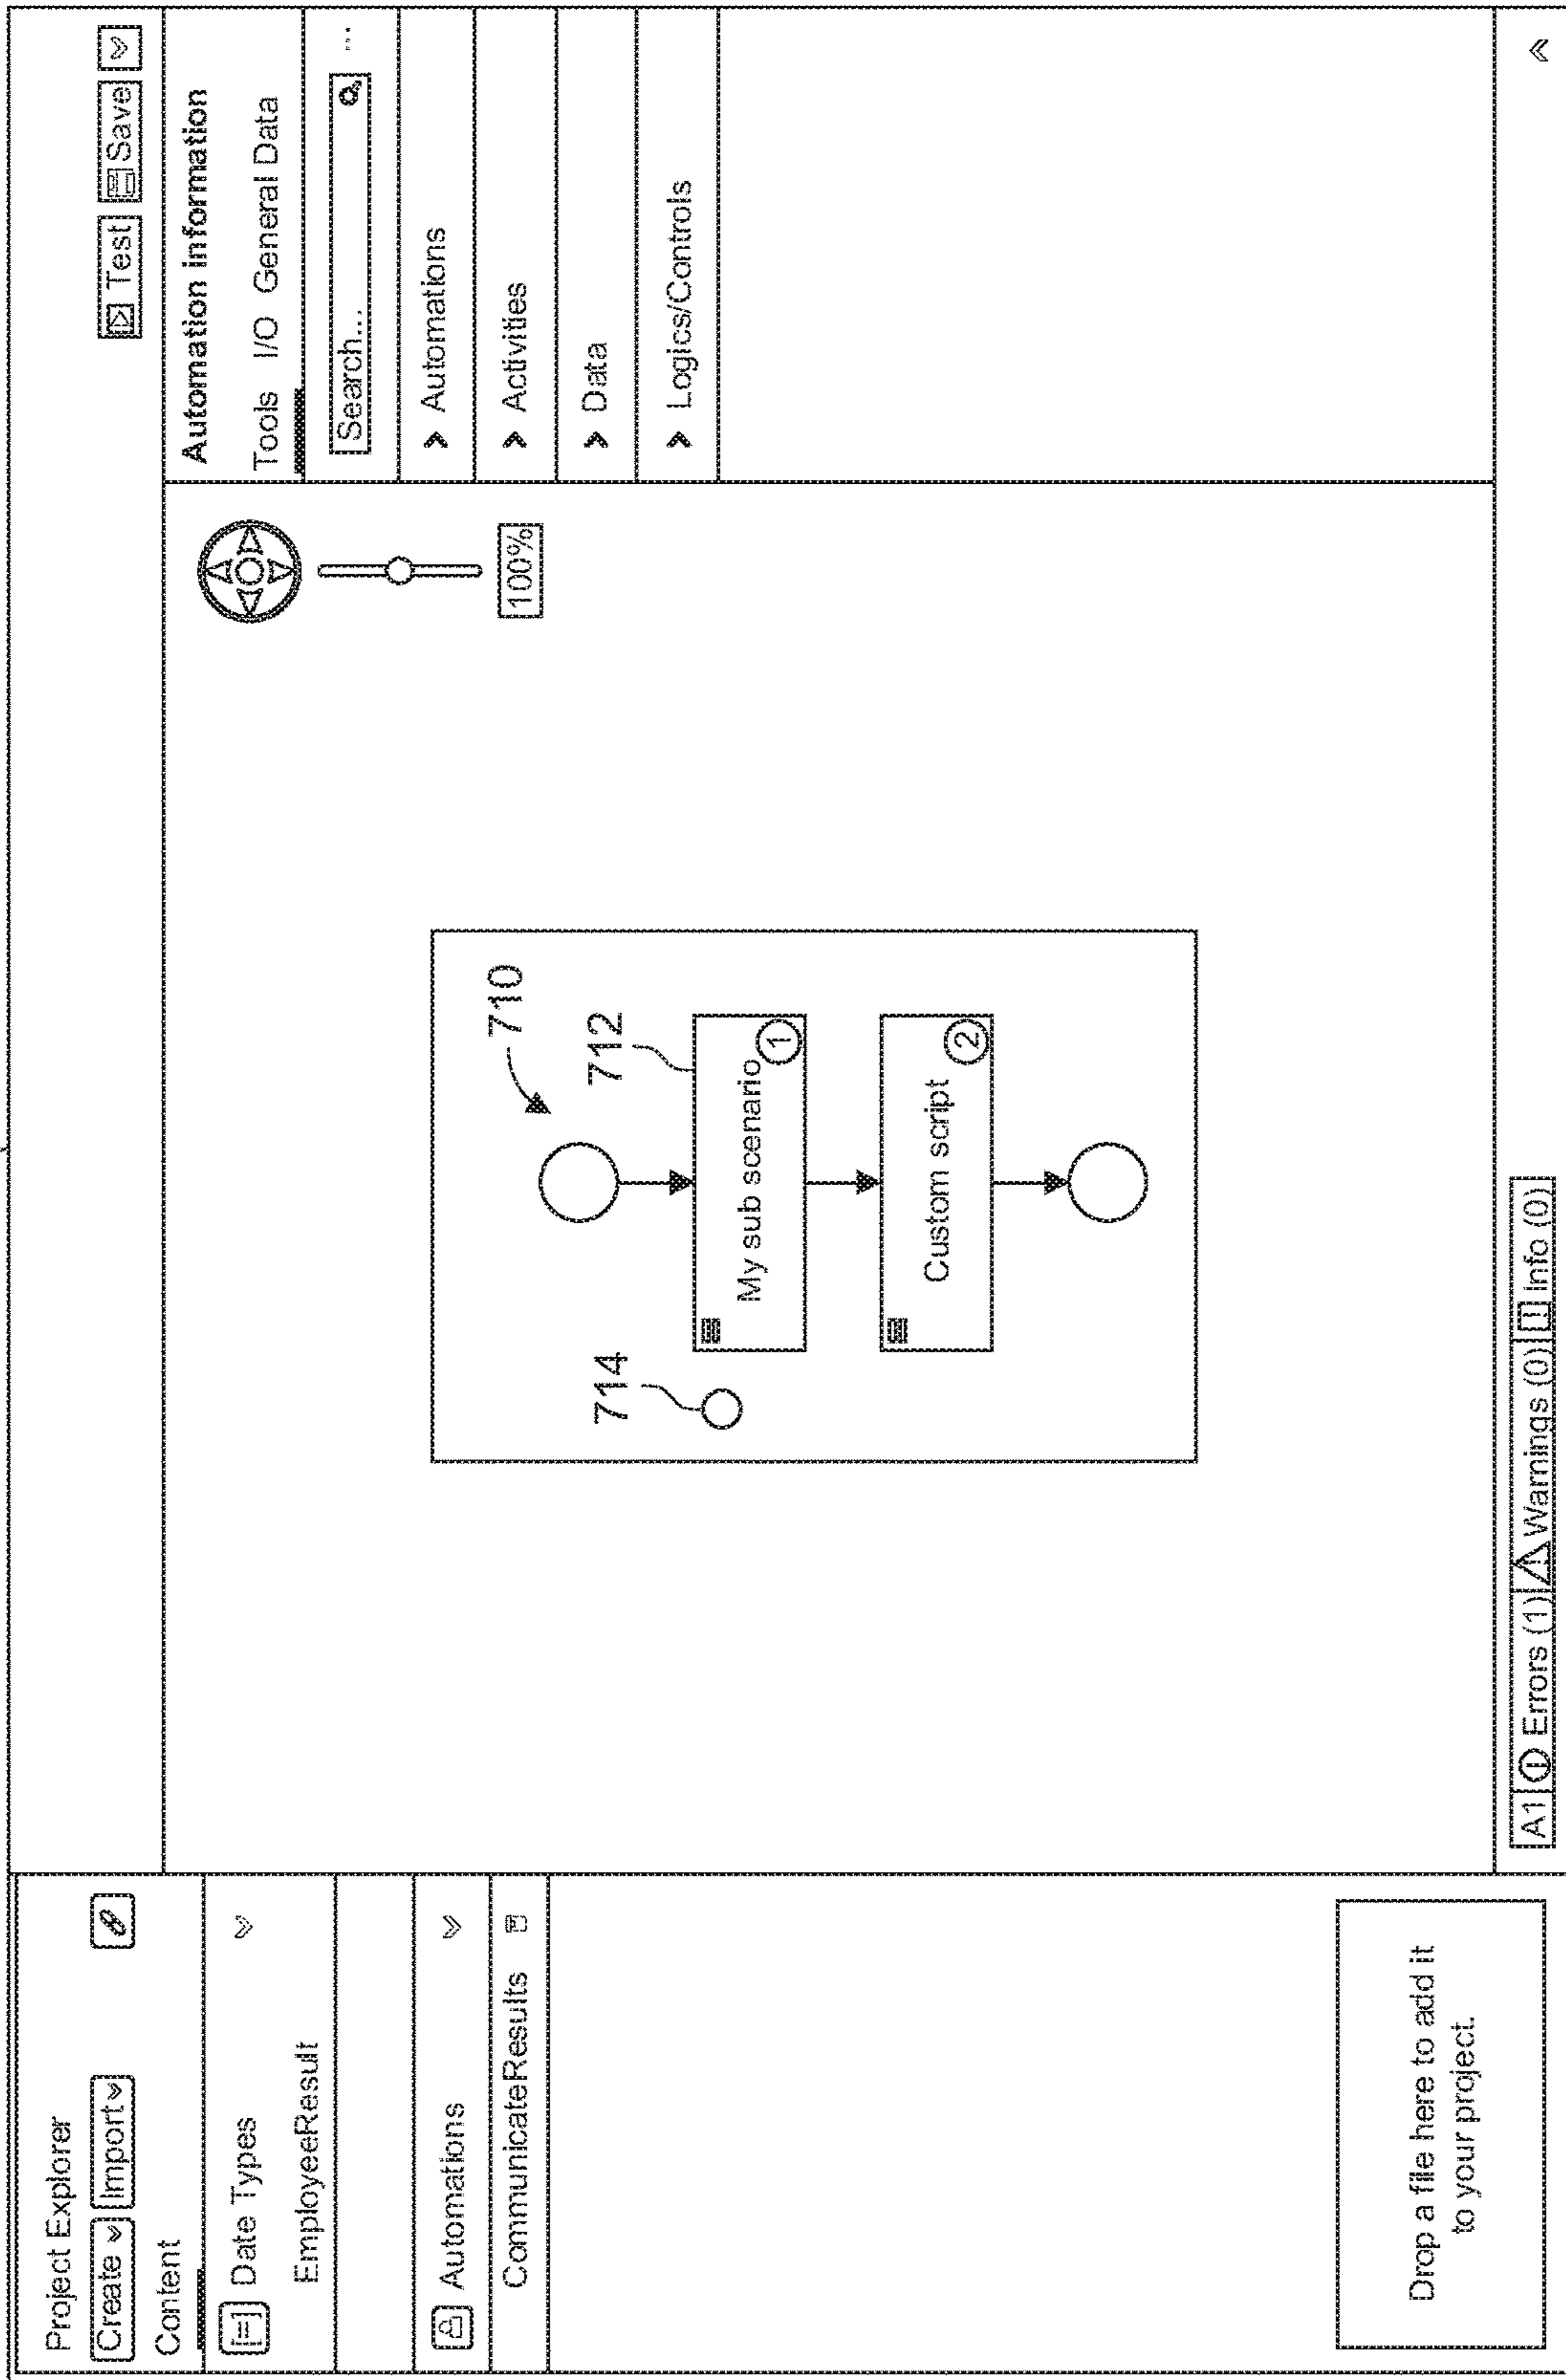 Project Explorer
Create Import
Content
Date Types
EmployeeResult
Automations
CommunicateResults
Drop a file here to add it
to your project.
Test Save
710
712
My sub scenario
1
714
Custom script
2
100%
Automation information
Tools I/O General Data
Search... ...
Automations
Activities
Data
Logics/Controls
A1 Errors (1) Warnings (0) Info (0)